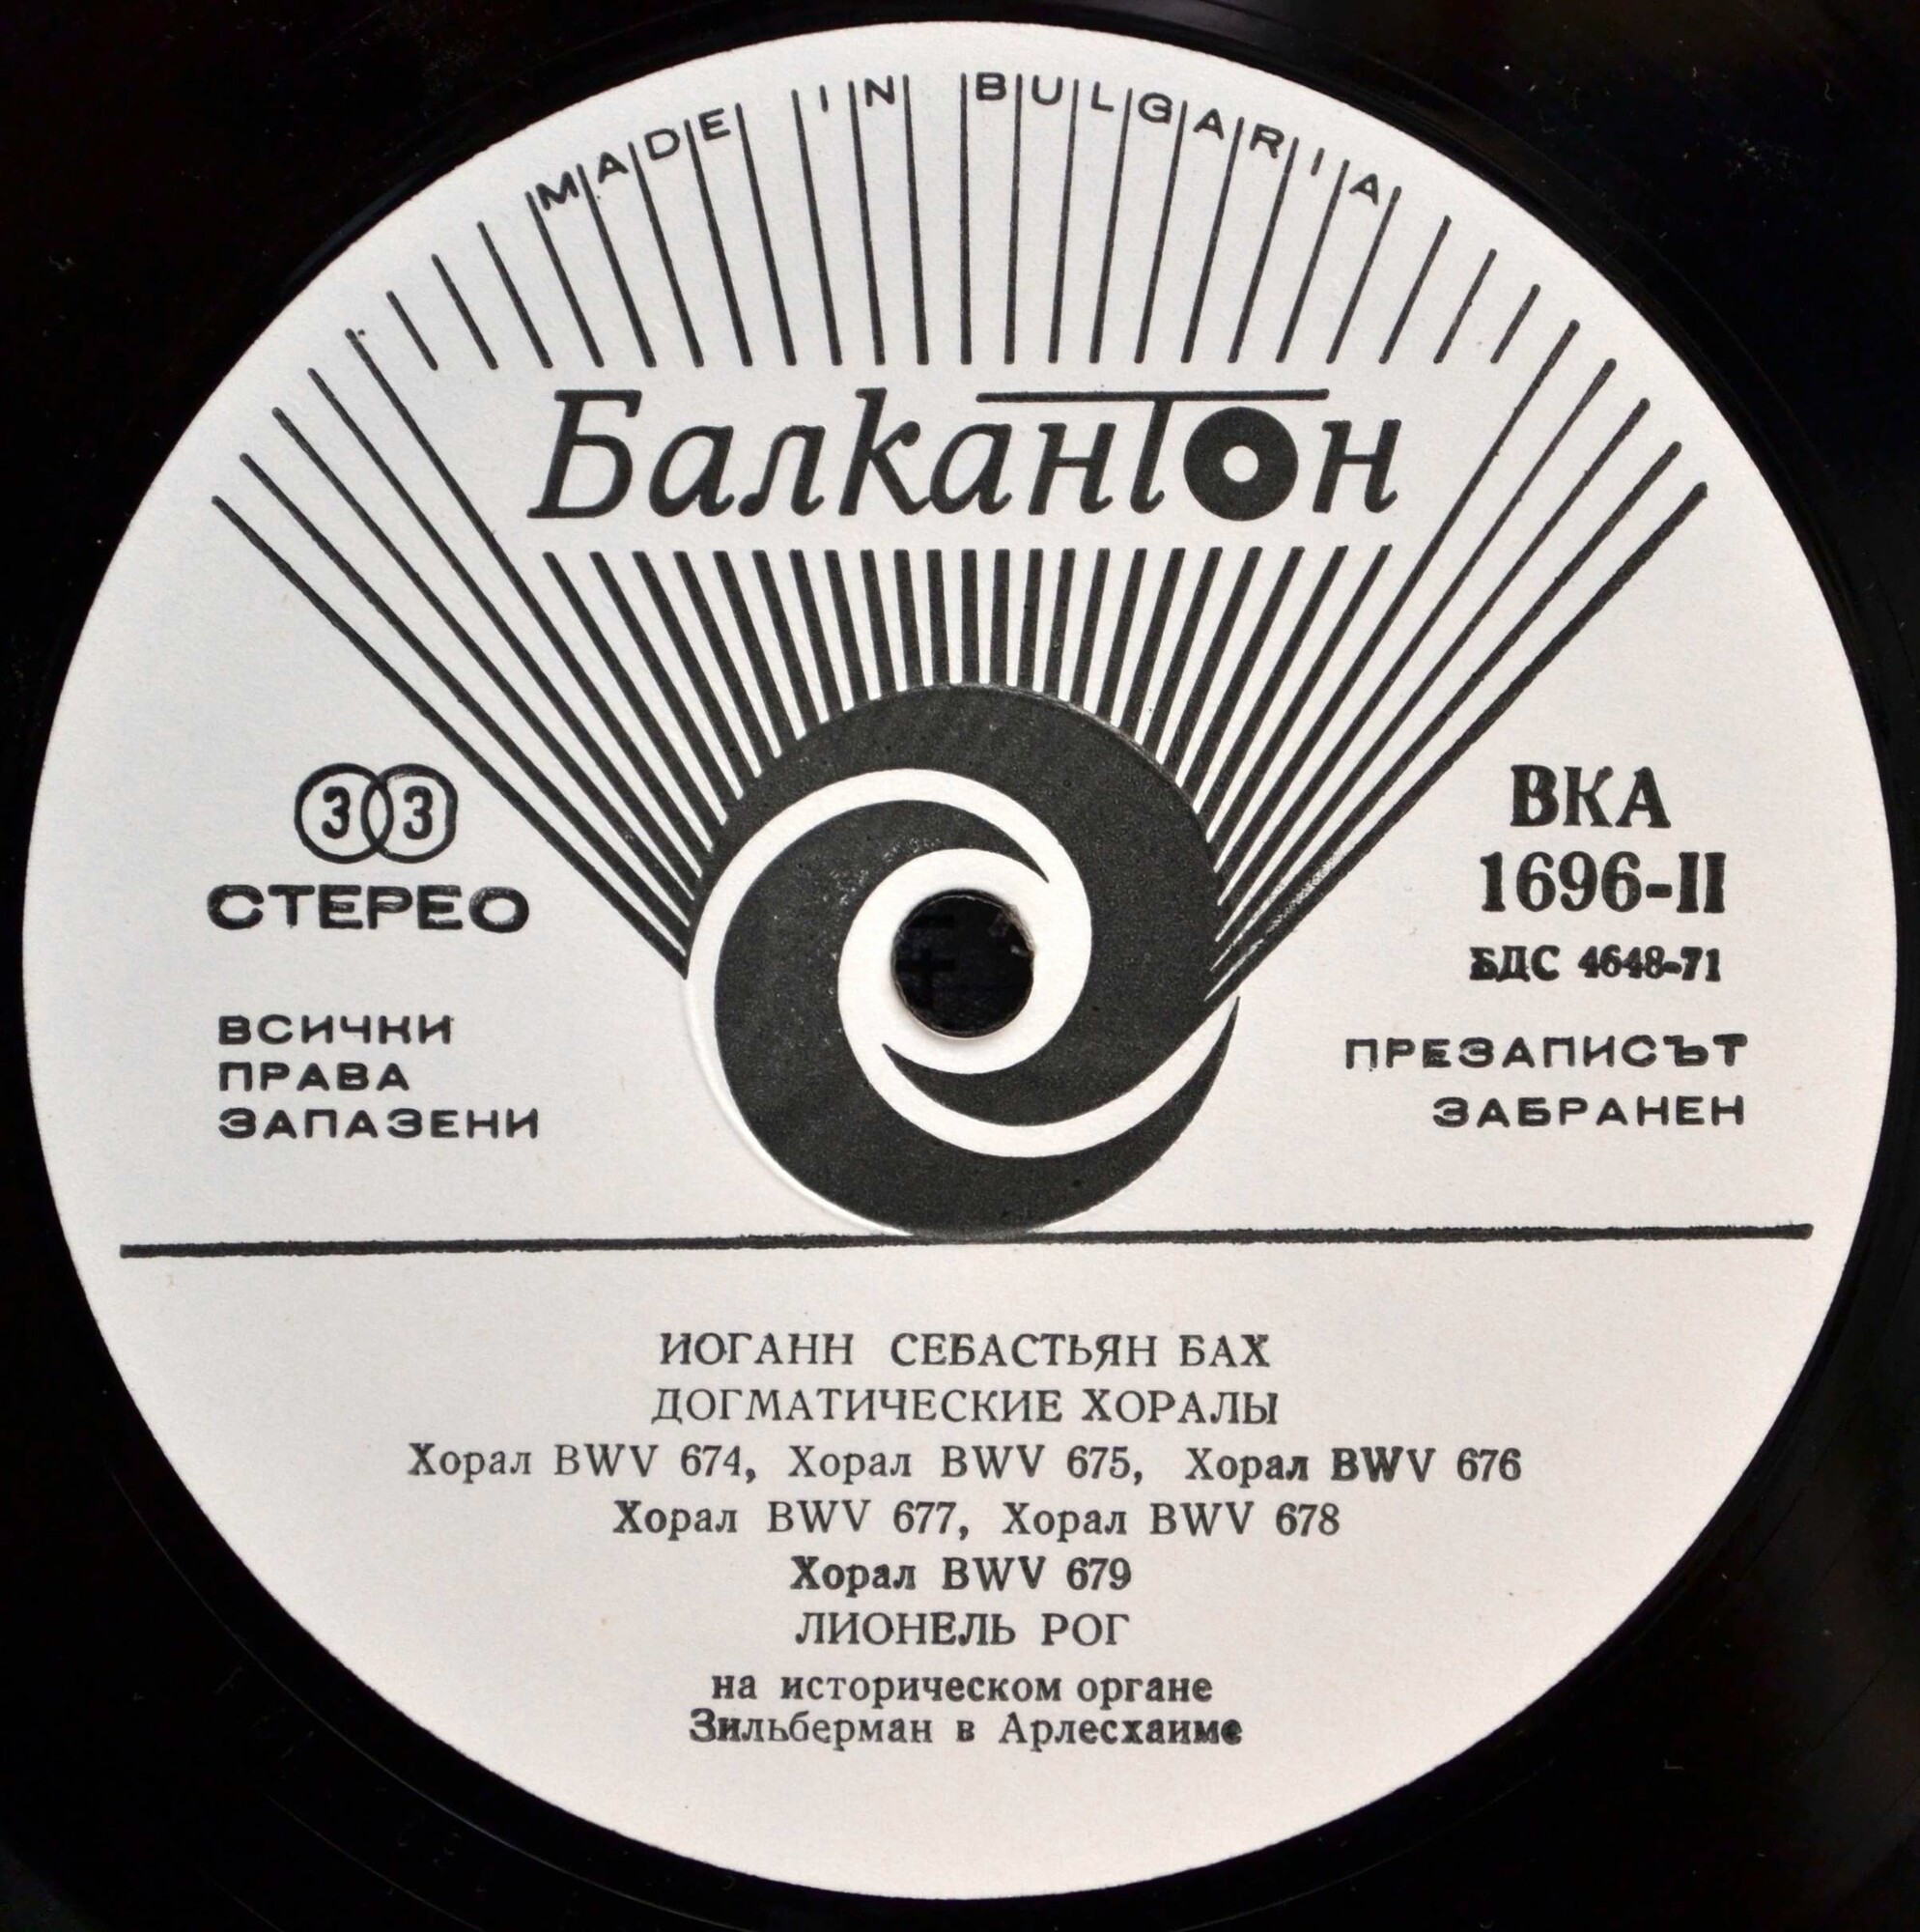 MADE IN BULGARIA
Балкантон
33
СТЕРЕО
ВСИЧКИ
ПРАВА
ЗАПАЗЕНИ
ВКА
1696-II
БДС 4648-71
ПРЕЗАПИСЪТ
ЗАБРАНЕН
ИОГАНН СЕБАСТЬЯН БАХ
ДОГМАТИЧЕСКИЕ ХОРАЛЫ
Хорал BWV 674, Хорал BWV 675, Хорал BWV 676
Хорал BWV 677, Хорал BWV 678
Хорал BWV 679
ЛИОНЕЛЬ РОГ
на историческом органе
Зильберман в Арлесхаиме